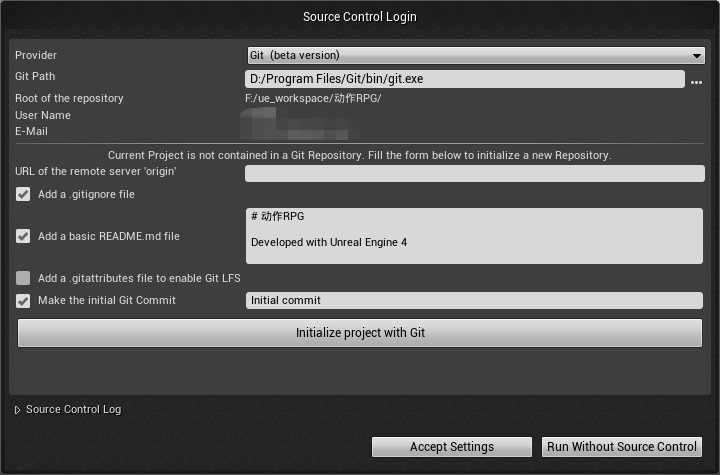 Source Control Login
Provider
Git (beta version)
Git Path
D:/Program Files/Git/bin/git.exe
...
Root of the repository
F:/ue_workspace/动作RPG/
User Name
E-Mail
Current Project is not contained in a Git Repository. Fill the form below to initialize a new Repository.
URL of the remote server 'origin'
Add a .gitignore file
Add a basic README.md file
# 动作RPG
Developed with Unreal Engine 4
Add a .gitattributes file to enable Git LFS
Make the initial Git Commit
Initial commit
Initialize project with Git
Source Control Log
Accept Settings
Run Without Source Control